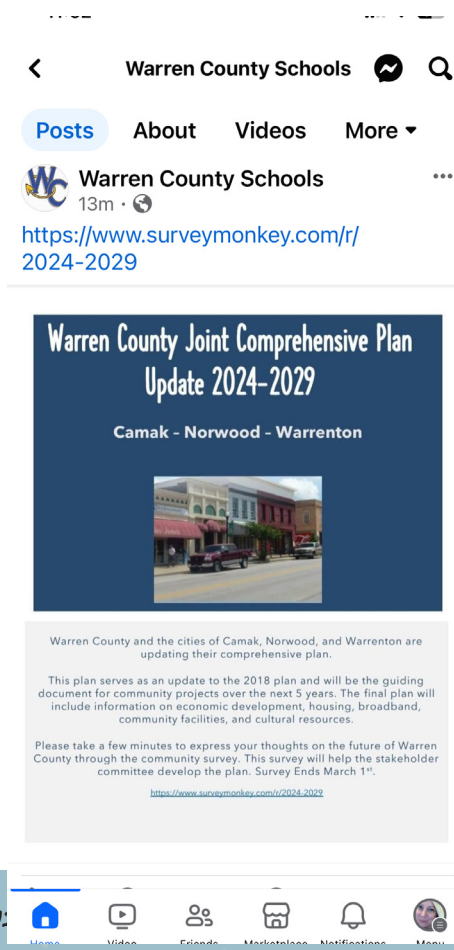 Warren County Schools
Posts About Videos More
WC Warren County Schools
13m
https://www.surveymonkey.com/r/
2024-2029
Warren County Joint Comprehensive Plan
Update 2024-2029
Camak - Norwood - Warrenton
Warren County and the cities of Camak, Norwood, and Warrenton are
updating their comprehensive plan.
This plan serves as an update to the 2018 plan and will be the guiding
document for community projects over the next 5 years. The final plan will
include information on economic development, housing, broadband,
community facilities, and cultural resources.
Please take a few minutes to express your thoughts on the future of Warren
County through the community survey. This survey will help the stakeholder
committee develop the plan. Survey Ends March 1st.
https://www.surveymonkey.com/r/2024-2029
Home Video Friends Marketplace Notifications Menu